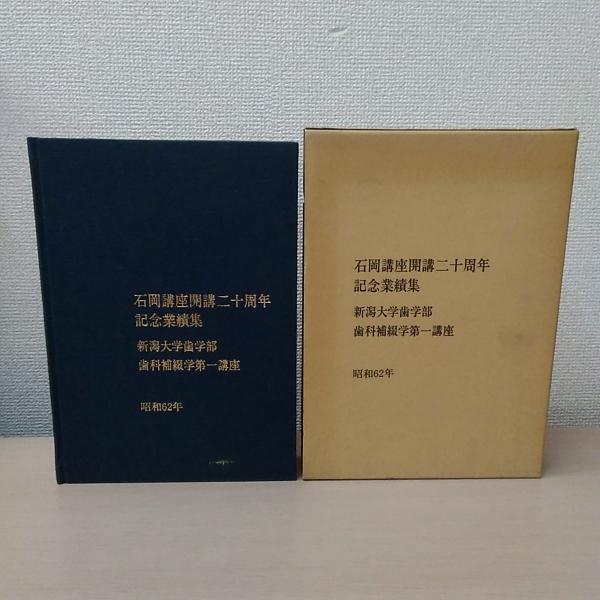 石岡講座開講二十周年
記念業績集
新潟大学歯学部
歯科補綴学第一講座
昭和62年
石岡講座開講二十周年
記念業績集
新潟大学歯学部
歯科補綴学第一講座
昭和62年